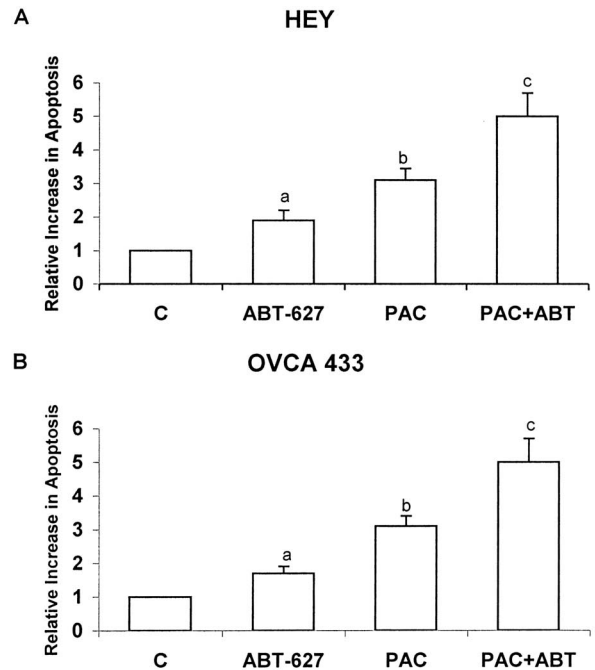 A
HEY
Relative Increase in Apoptosis
6
5
4
3
2
1
0
a
b
c
C ABT-627 PAC PAC+ABT
B
OVCA 433
Relative Increase in Apoptosis
6
5
4
3
2
1
0
a
b
c
C ABT-627 PAC PAC+ABT